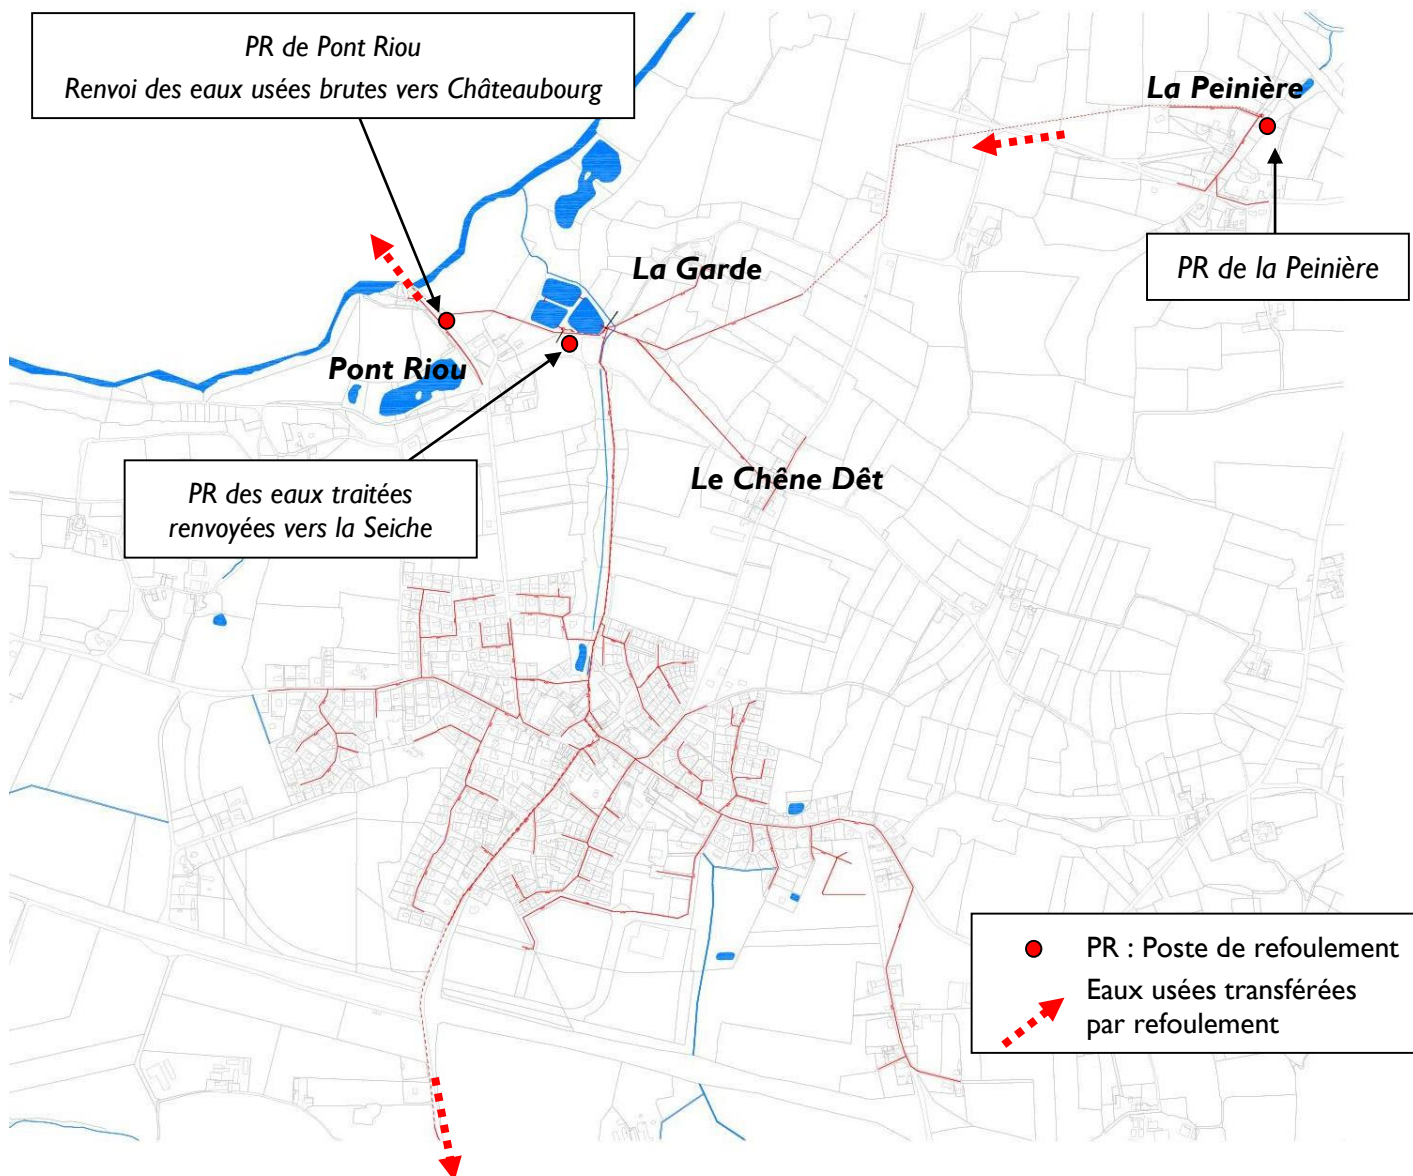 PR de Pont Riou
Renvoi des eaux usées brutes vers Châteaubourg
La Peinière
PR de la Peinière
La Garde
Pont Riou
Le Chêne Dêt
PR des eaux traitées
renvoyées vers la Seiche
PR : Poste de refoulement
Eaux usées transférées
par refoulement